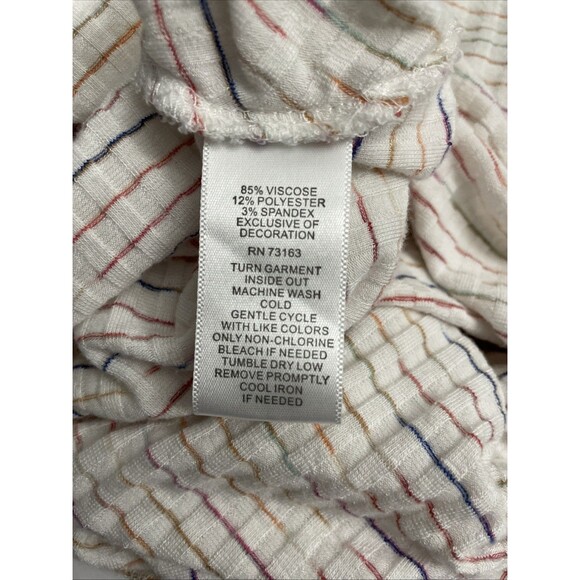 85% VISCOSE
12% POLYESTER
3% SPANDEX
EXCLUSIVE OF
DECORATION
RN 73163
TURN GARMENT
INSIDE OUT
MACHINE WASH
COLD
GENTLE CYCLE
WITH LIKE COLORS
ONLY NON-CHLORINE
BLEACH IF NEEDED
TUMBLE DRY LOW
REMOVE PROMPTLY
COOL IRON
IF NEEDED